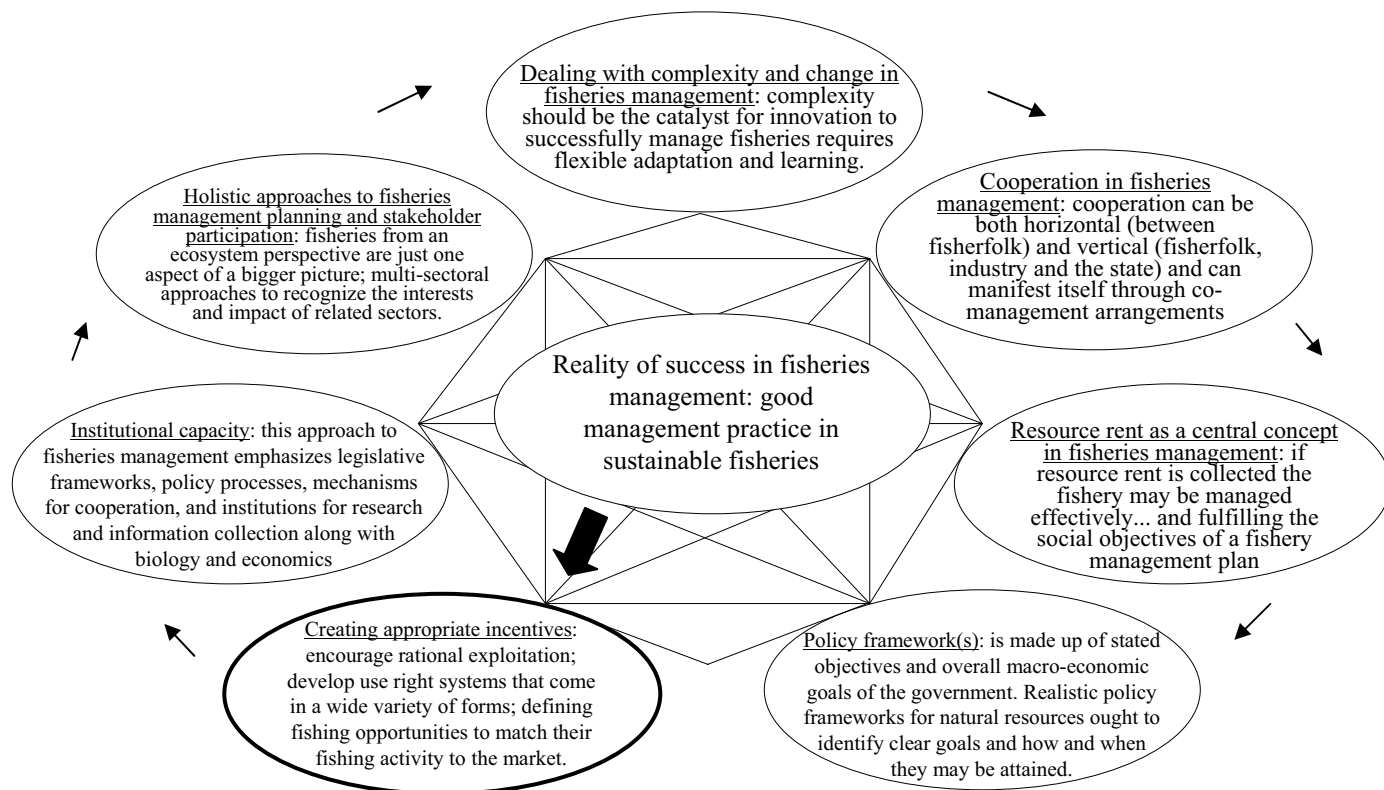 Dealing with complexity and change in
fisheries management: complexity
should be the catalyst for innovation to
successfully manage fisheries requires
flexible adaptation and learning.
Cooperation in fisheries
management: cooperation can be
both horizontal (between
fisherfolk) and vertical (fisherfolk,
industry and the state) and can
manifest itself through co-
management arrangements
Resource rent as a central concept
in fisheries management: if
resource rent is collected the
fishery may be managed
effectively... and fulfilling the
social objectives of a fishery
management plan
Policy framework(s): is made up of stated
objectives and overall macro-economic
goals of the government. Realistic policy
frameworks for natural resources ought to
identify clear goals and how and when
they may be attained.
Creating appropriate incentives:
encourage rational exploitation;
develop use right systems that come
in a wide variety of forms; defining
fishing opportunities to match their
fishing activity to the market.
Institutional capacity: this approach to
fisheries management emphasizes legislative
frameworks, policy processes, mechanisms
for cooperation, and institutions for research
and information collection along with
biology and economics
Holistic approaches to fisheries
management planning and stakeholder
participation: fisheries from an
ecosystem perspective are just one
aspect of a bigger picture; multi-sectoral
approaches to recognize the interests
and impact of related sectors.
Reality of success in fisheries
management: good
management practice in
sustainable fisheries